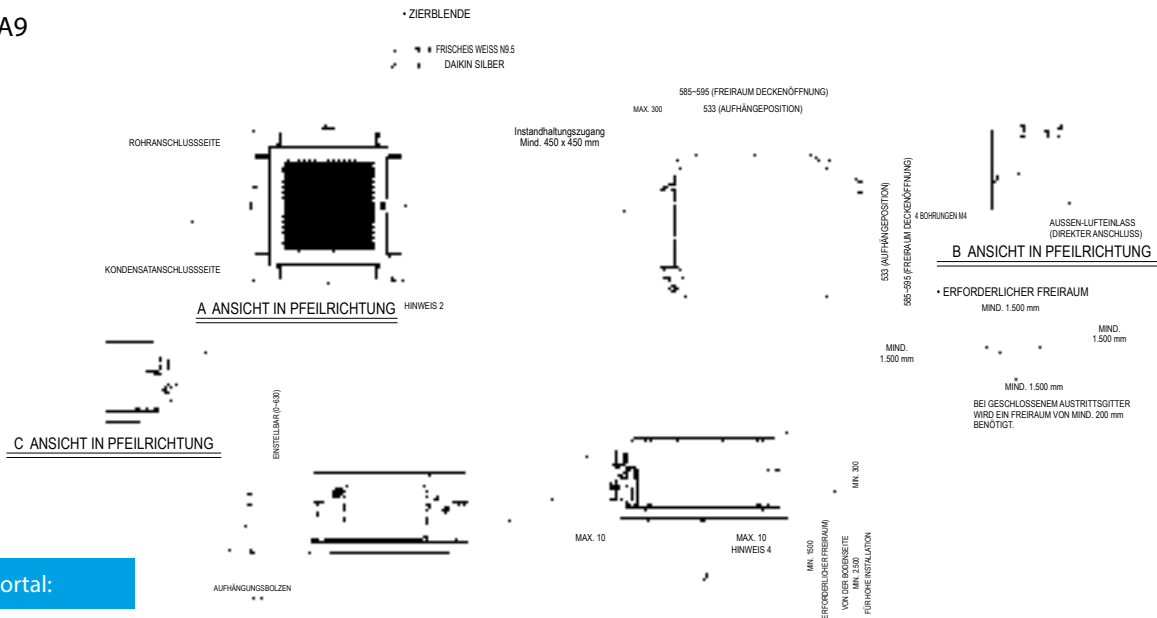 A9
• ZIERBLENDE
FRISCHEIS WEISS N9.5
DAIKIN SILBER
585~595 (FREIRAUM DECKENÖFFNUNG)
MAX. 300
533 (AUFHÄNGEPOSITION)
Instandhaltungszugang
Mind. 450 x 450 mm
ROHRANSCHLUSSSEITE
KONDENSATANSCHLUSSSEITE
A ANSICHT IN PFEILRICHTUNG
HINWEIS 2
533 (AUFHÄNGEPOSITION)
585~595 (FREIRAUM DECKENÖFFNUNG)
4 BOHRUNGEN M4
AUSSEN-LUFTEINLASS
(DIREKTER ANSCHLUSS)
B ANSICHT IN PFEILRICHTUNG
• ERFORDERLICHER FREIRAUM
MIND. 1.500 mm
MIND.
1.500 mm
MIND.
1.500 mm
MIND. 1.500 mm
BEI GESCHLOSSENEM AUSTRITTSGITTER
WIRD EIN FREIRAUM VON MIND. 200 mm
BENÖTIGT.
C ANSICHT IN PFEILRICHTUNG
EINSTELLBAR (0~630)
AUFHÄNGUNGSBOLZEN
MAX. 10
MAX. 10
HINWEIS 4
MIN. 300
MIN. 1500
(ERFORDERLICHER FREIRAUM)
VON DER BODENSEITE
MIN. 2.500
FÜR HOHE INSTALLATION
ortal: